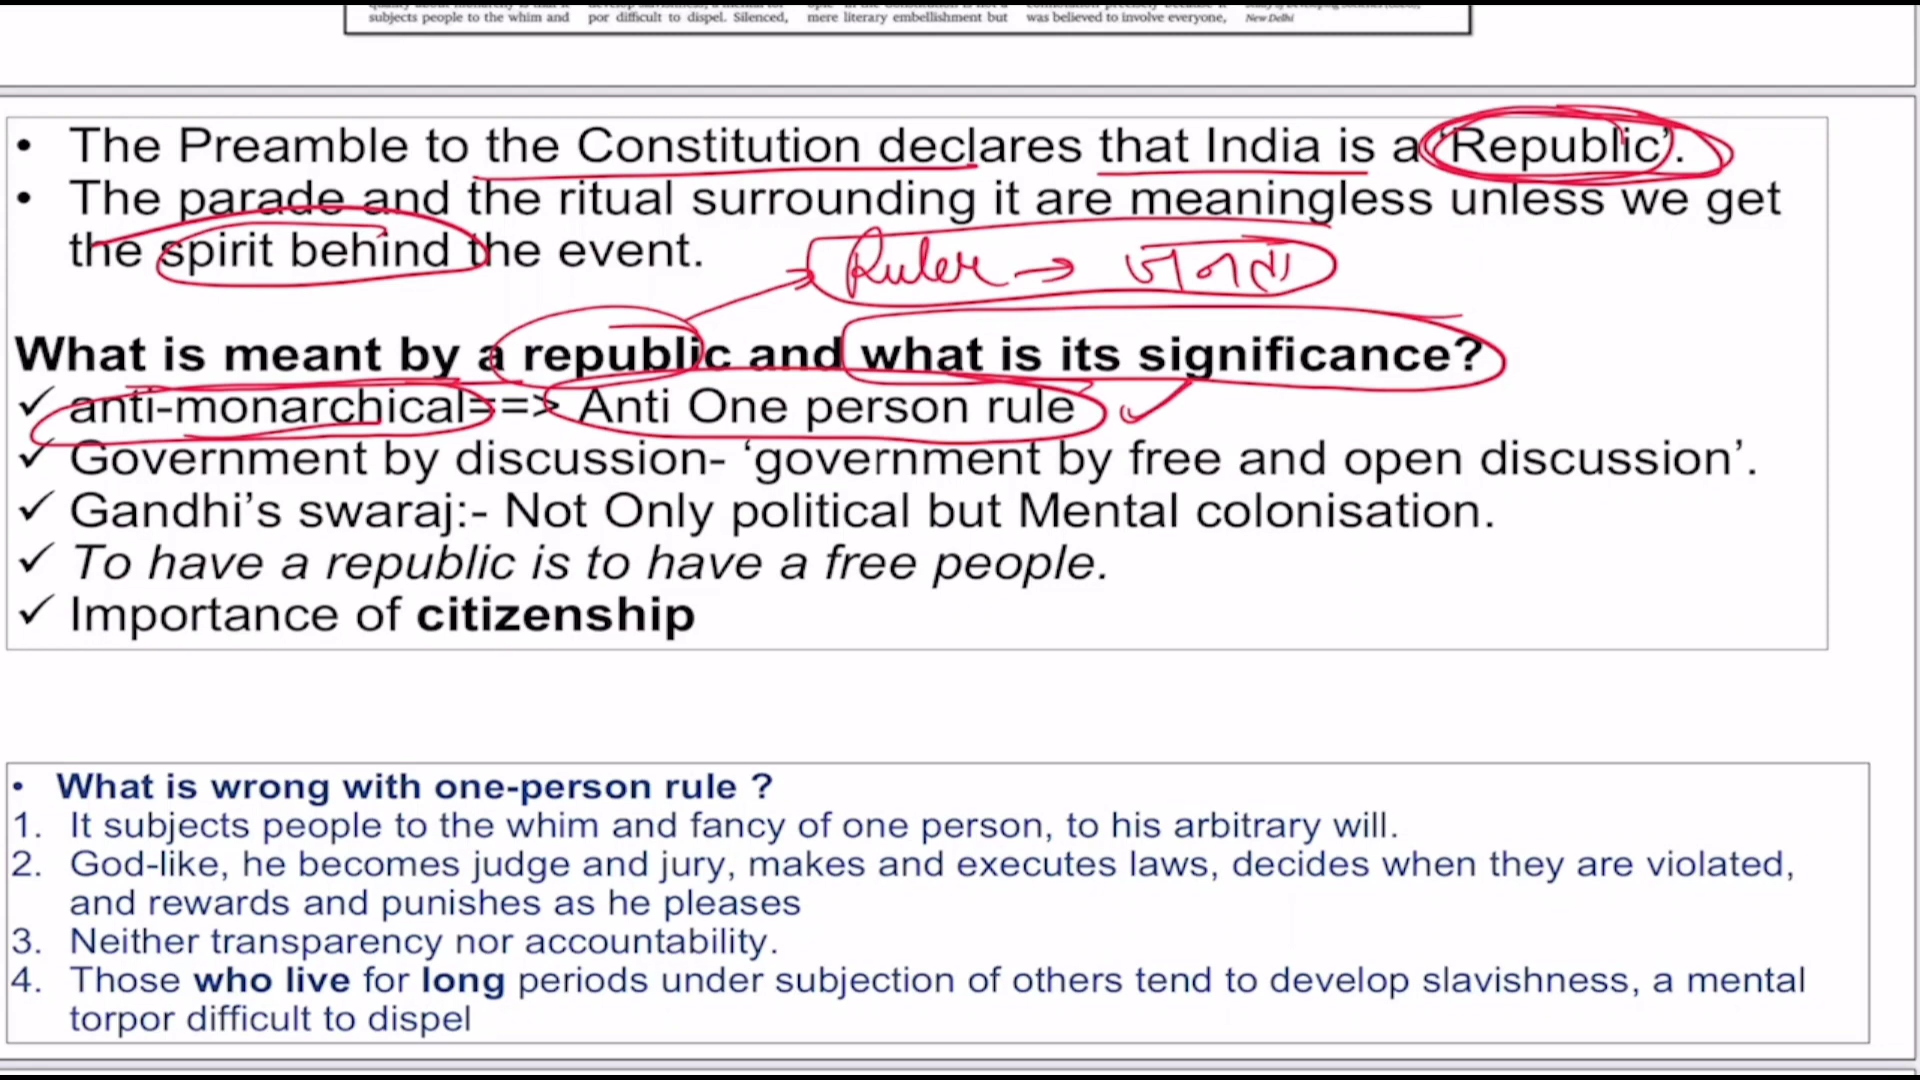 subjects people to the whim and por difficult to dispel. Silenced, mere literary embellishment but was believed to involve everyone, New Delhi
• The Preamble to the Constitution declares that India is a 'Republic'.
• The parade and the ritual surrounding it are meaningless unless we get
the spirit behind the event.
Ruler → जनता
What is meant by a republic and what is its significance?
✓ anti-monarchical==> Anti One person rule
✓ Government by discussion- ‘government by free and open discussion’.
✓ Gandhi’s swaraj:- Not Only political but Mental colonisation.
✓ To have a republic is to have a free people.
✓ Importance of citizenship
• What is wrong with one-person rule ?
1. It subjects people to the whim and fancy of one person, to his arbitrary will.
2. God-like, he becomes judge and jury, makes and executes laws, decides when they are violated,
and rewards and punishes as he pleases
3. Neither transparency nor accountability.
4. Those who live for long periods under subjection of others tend to develop slavishness, a mental
torpor difficult to dispel